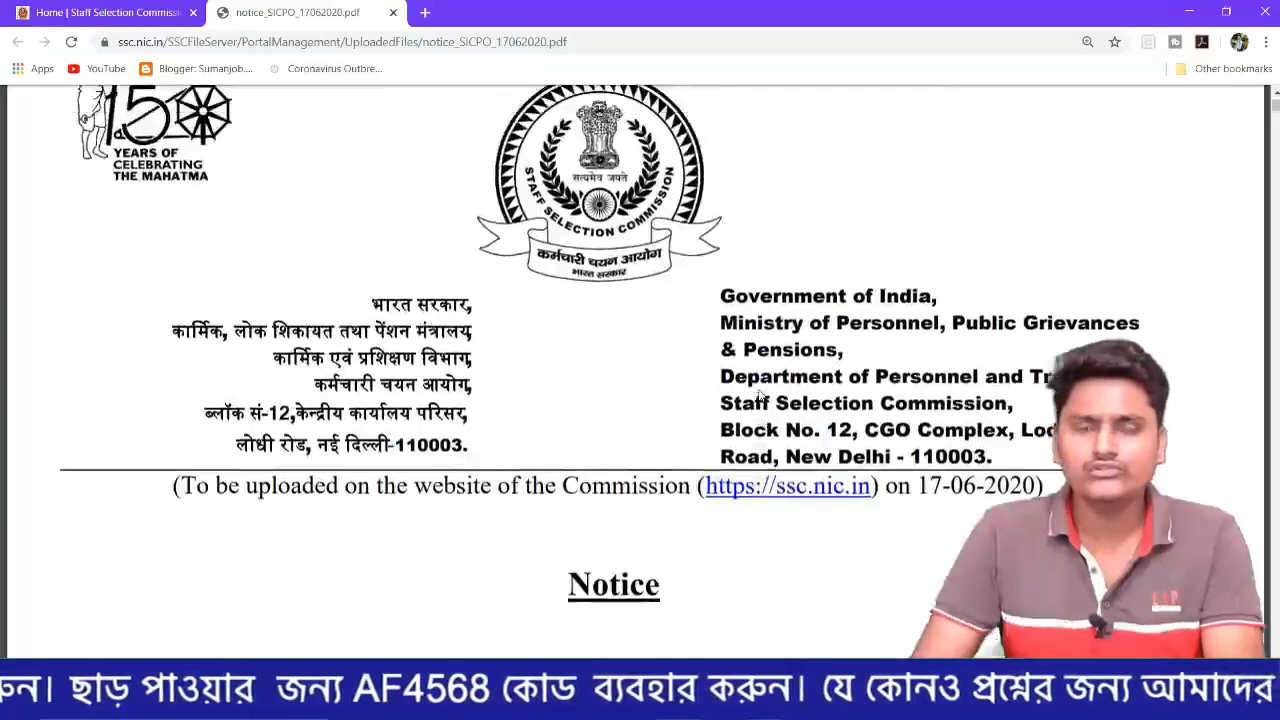 Home | Staff Selection Commissi
notice_SICPO_17062020.pdf
ssc.nic.in/SSCFileServer/PortalManagement/UploadedFiles/notice_SICPO_17062020.pdf
Apps
YouTube
Blogger: Sumanjob....
Coronavirus Outbre...
Other bookmarks
150
YEARS OF
CELEBRATING
THE MAHATMA
सत्यमेव जयते
STAFF SELECTION COMMISSION
कर्मचारी चयन आयोग
भारत सरकार
भारत सरकार,
कार्मिक, लोक शिकायत तथा पेंशन मंत्रालय,
कार्मिक एवं प्रशिक्षण विभाग,
कर्मचारी चयन आयोग,
ब्लॉक सं-12,केन्द्रीय कार्यालय परिसर,
लोधी रोड, नई दिल्ली-110003.
Government of India,
Ministry of Personnel, Public Grievances
& Pensions,
Department of Personnel and Tr
Staff Selection Commission,
Block No. 12, CGO Complex, Lod
Road, New Delhi - 110003.
(To be uploaded on the website of the Commission (https://ssc.nic.in) on 17-06-2020)
Notice
রুন। ছাড় পাওয়ার জন্য AF4568 কোড ব্যবহার করুন। যে কোনও প্রশ্নের জন্য আমাদের